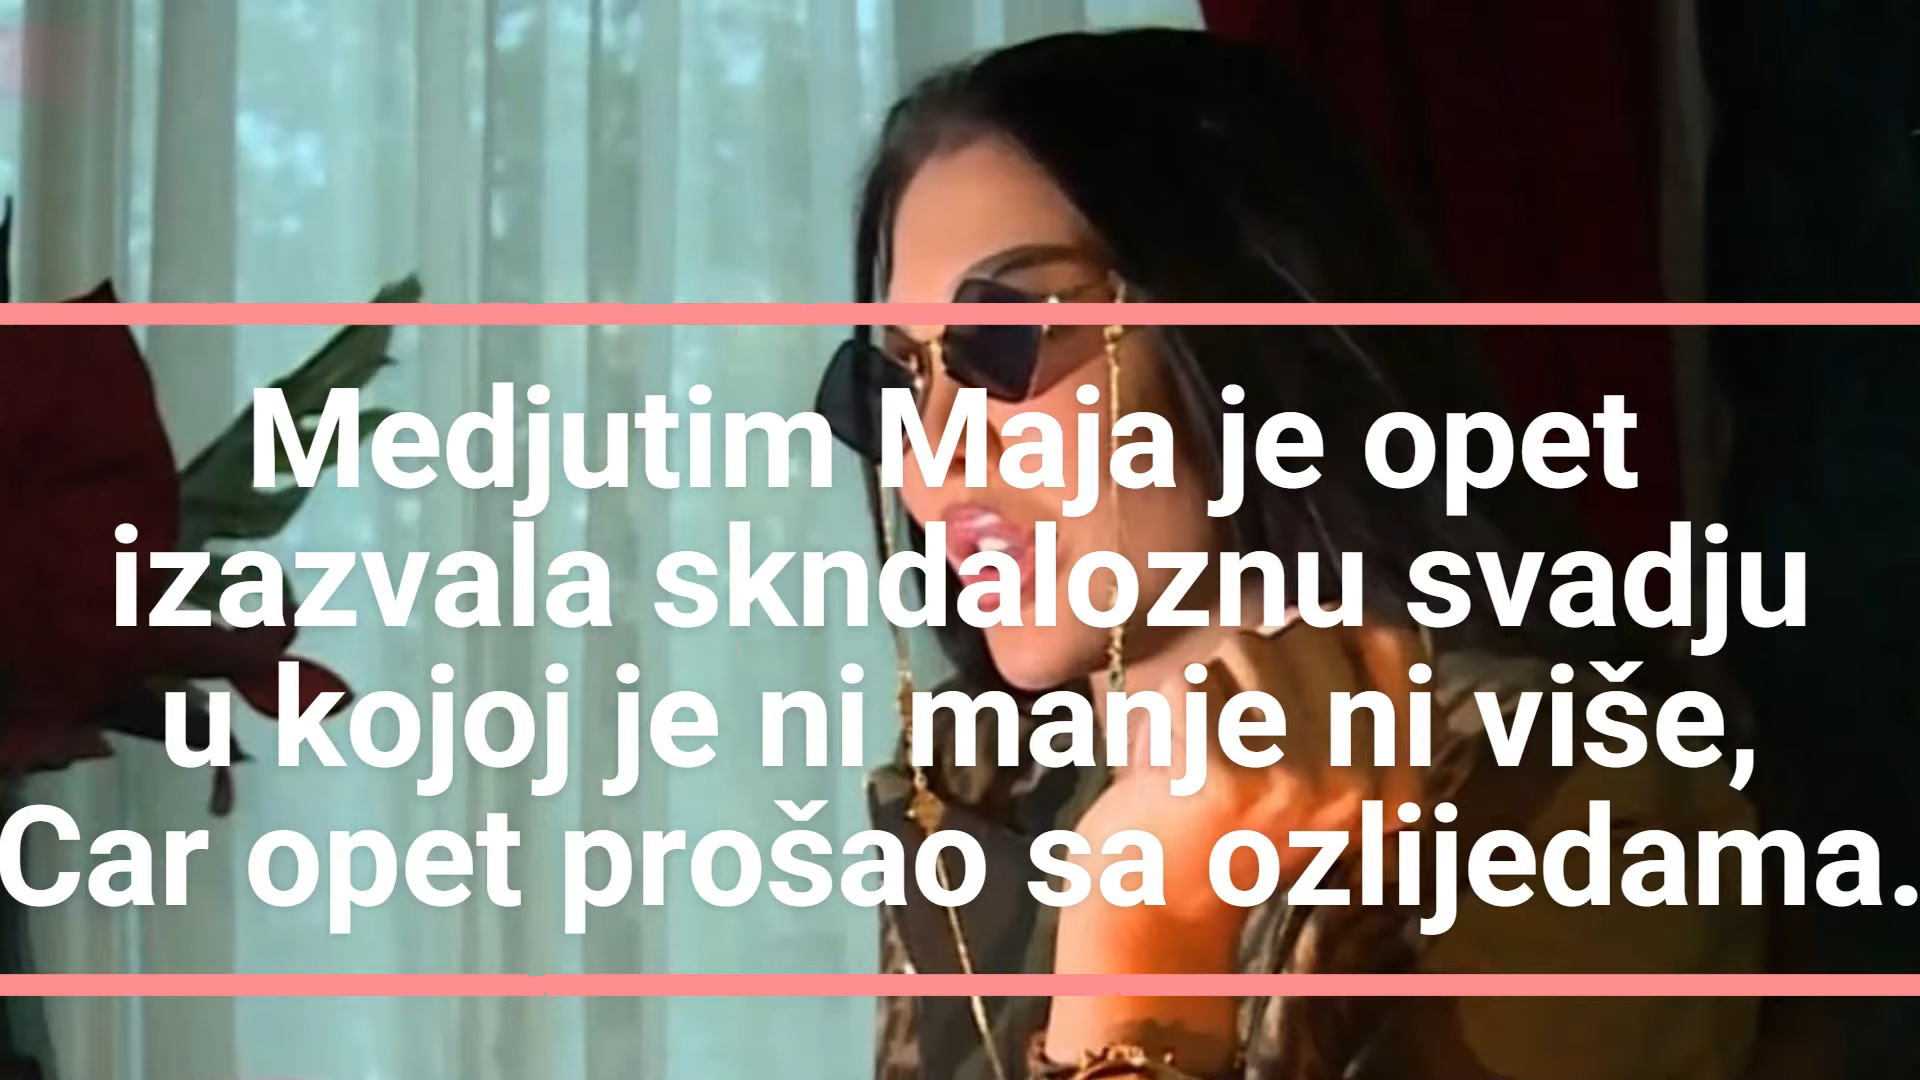 Medjutim Maja je opet
izazvala skndaloznu svadju
u kojoj je ni manje ni više,
Car opet prošao sa ozlijedama.